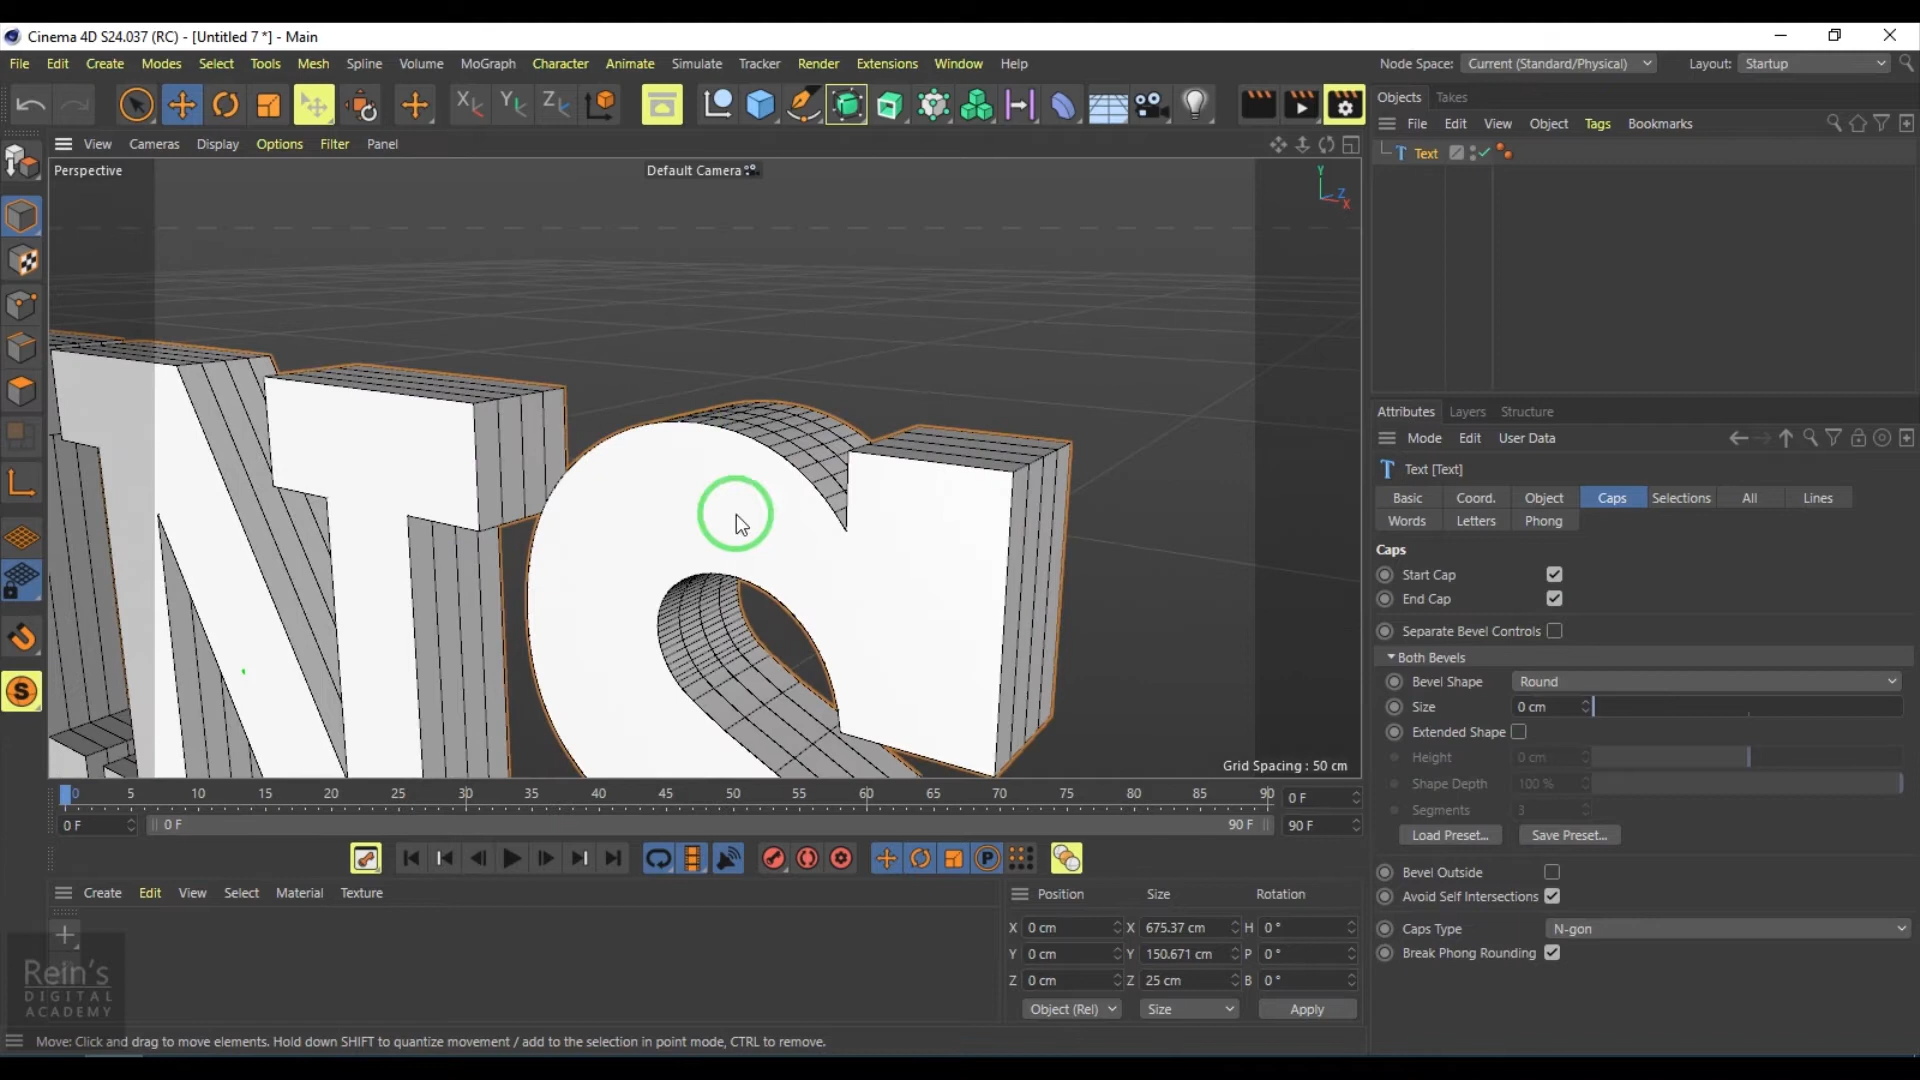 Cinema 4D S24.037 (RC) - [Untitled 7 *] - Main
File Edit Create Modes Select Tools Mesh Spline Volume MoGraph Character Animate Simulate Tracker Render Extensions Window Help
Node Space: Current (Standard/Physical) Layout: Startup
Objects Takes
File Edit View Object Tags Bookmarks
Text
View Cameras Display Options Filter Panel
Perspective
Default Camera
Y
Z
X
NTS
Grid Spacing : 50 cm
Attributes Layers Structure
Mode Edit User Data
Text [Text]
Basic Coord. Object Caps Selections All Lines
Words Letters Phong
Caps
Start Cap
End Cap
Separate Bevel Controls
Both Bevels
Bevel Shape Round
Size 0 cm
Extended Shape
Height 0 cm
Shape Depth 100 %
Segments 3
Load Preset... Save Preset...
Bevel Outside
Avoid Self Intersections
Caps Type N-gon
Break Phong Rounding
0 5 10 15 20 25 30 35 40 45 50 55 60 65 70 75 80 85 90 0 F
0 F 0 F 90 F 90 F
Create Edit View Select Material Texture
Position Size Rotation
X 0 cm X 675.37 cm H 0 °
Y 0 cm Y 150.671 cm P 0 °
Z 0 cm Z 25 cm B 0 °
Object (Rel) Size Apply
Rein's
DIGITAL
ACADEMY
Move: Click and drag to move elements. Hold down SHIFT to quantize movement / add to the selection in point mode, CTRL to remove.